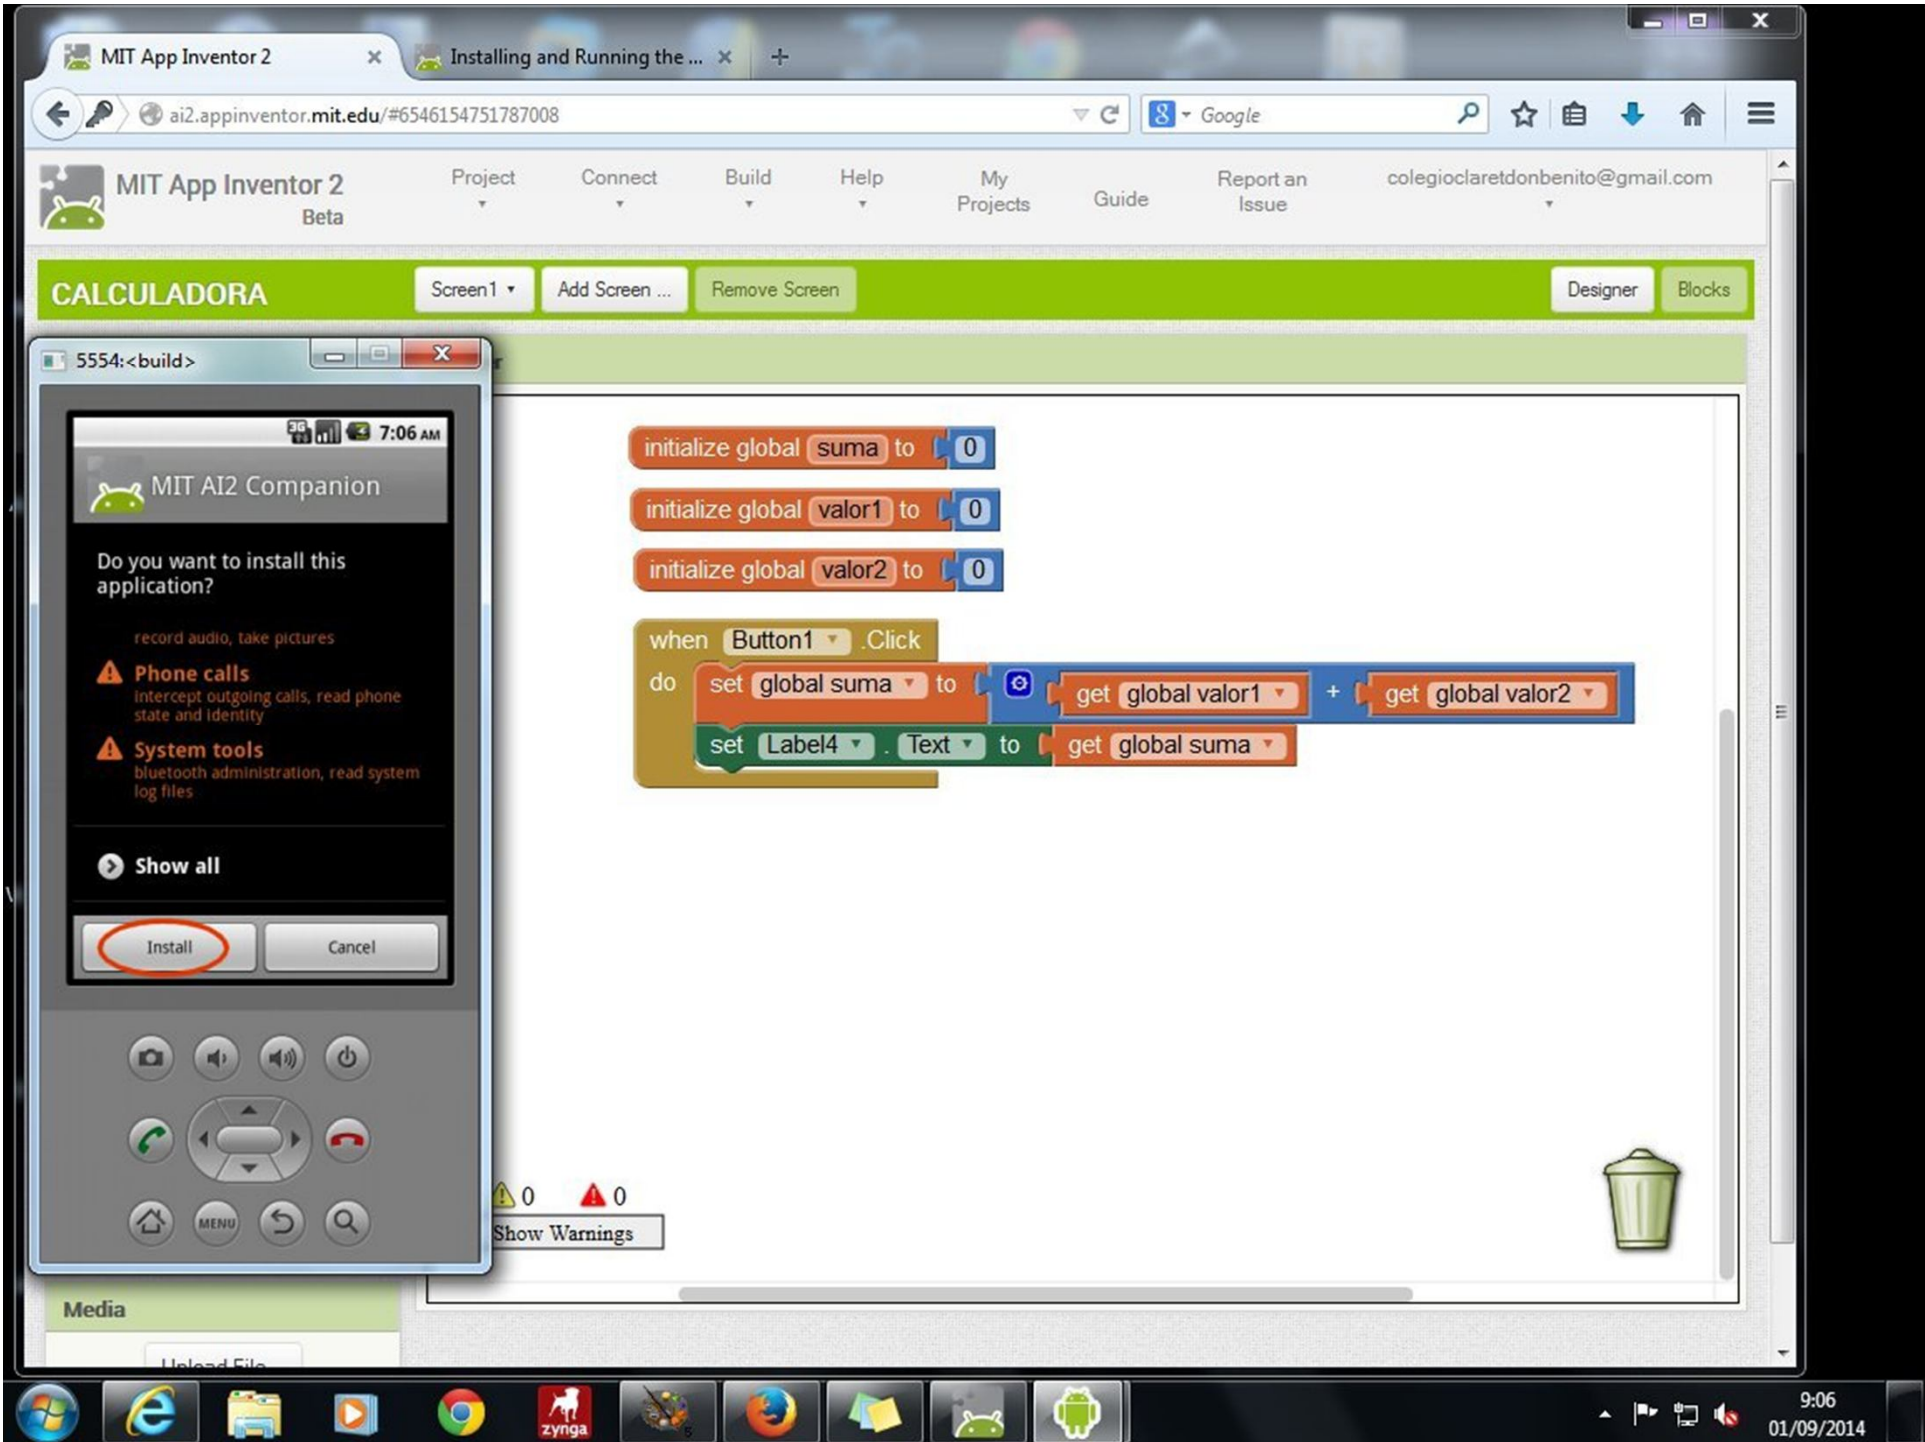 MIT App Inventor 2
Installing and Running the ...
ai2.appinventor.mit.edu/#6546154751787008
Google
MIT App Inventor 2
Beta
Project
Connect
Build
Help
My
Projects
Guide
Report an
Issue
colegioclaretdonbenito@gmail.com
CALCULADORA
Screen1
Add Screen ...
Remove Screen
Designer
Blocks
5554:<build>
3G
7:06 AM
MIT AI2 Companion
Do you want to install this
application?
record audio, take pictures
Phone calls
intercept outgoing calls, read phone
state and identity
System tools
bluetooth administration, read system
log files
Show all
Install
Cancel
MENU
initialize global suma to 0
initialize global valor1 to 0
initialize global valor2 to 0
when Button1 .Click
do set global suma to get global valor1 + get global valor2
set Label4 . Text to get global suma
0 0
Show Warnings
Media
Upload File
zynga
9:06
01/09/2014